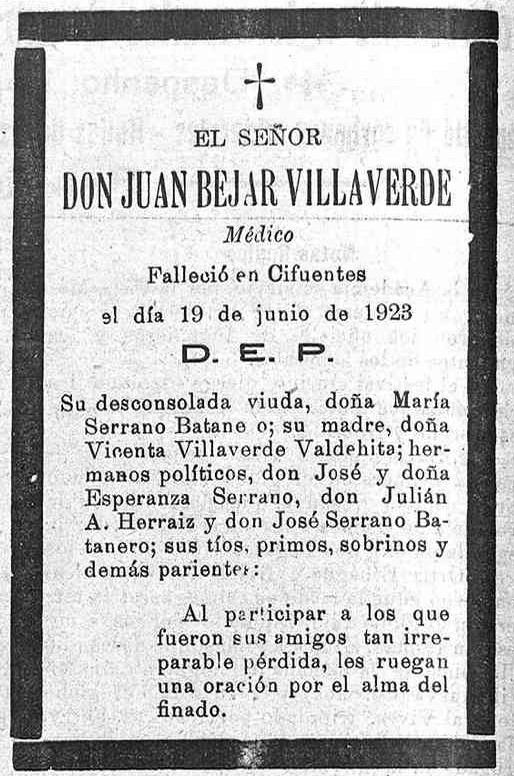 EL SEÑOR
DON JUAN BEJAR VILLAVERDE
Médico
Falleció en Cifuentes
el día 19 de junio de 1923
D. E. P.
Su desconsolada viuda, doña María
Serrano Batane o; su madre, doña
Vicenta Villaverde Valdehita; her-
manos políticos, don José y doña
Esperanza Serrano, don Julián
A. Herraiz y don José Serrano Ba-
tanero; sus tíos, primos, sobrinos y
demás parientes:
Al participar a los que
fueron sus amigos tan irre-
parable pérdida, les ruegan
una oración por el alma del
finado.